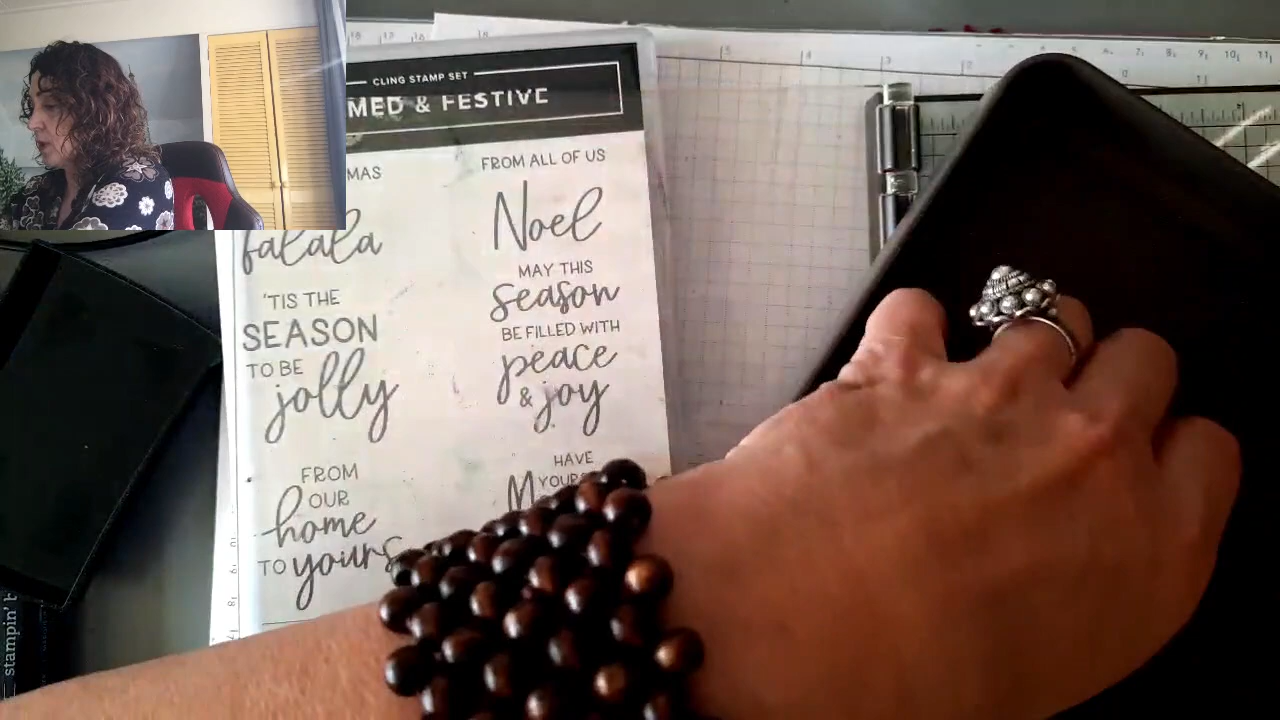 CLING STAMP SET
MED & FESTIVE
MAS
falala
'TIS THE
SEASON
TO BE
jolly
FROM
OUR
home
TO yours
FROM ALL OF US
Noel
MAY THIS
season
BE FILLED WITH
peace
& joy
HAVE
stampin'